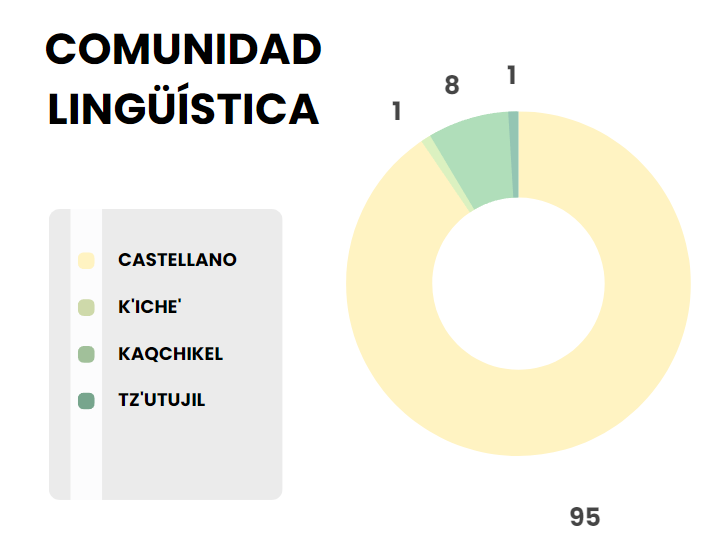 COMUNIDAD
LINGÜÍSTICA
1
8
1
CASTELLANO
K'ICHE'
KAQCHIKEL
TZ'UTUJIL
95